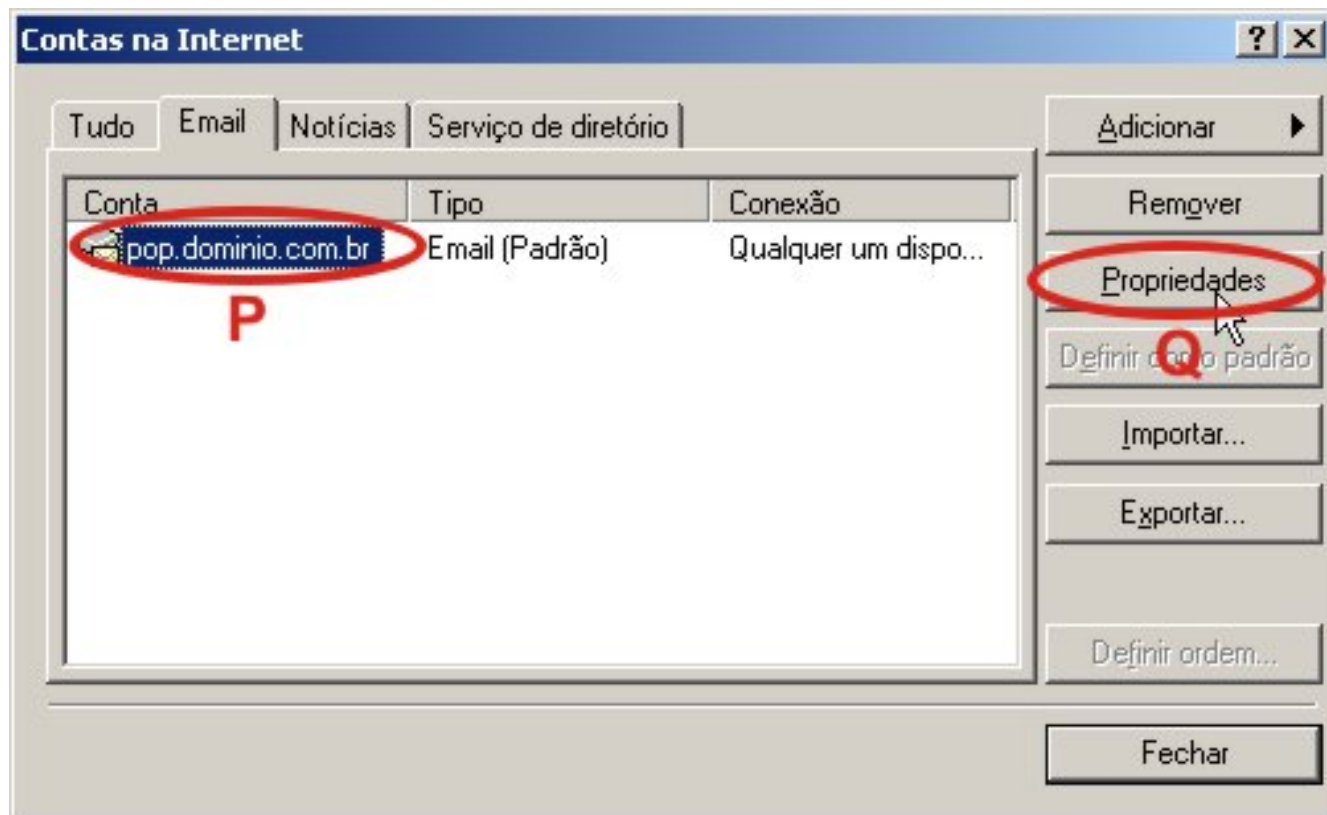 Contas na Internet
Tudo Email Notícias Serviço de diretório
Adicionar
Conta Tipo Conexão
Remover
pop.dominio.com.br Email (Padrão) Qualquer um dispo...
Propriedades
P
Q
Definir como padrão
Importar...
Exportar...
Definir ordem...
Fechar